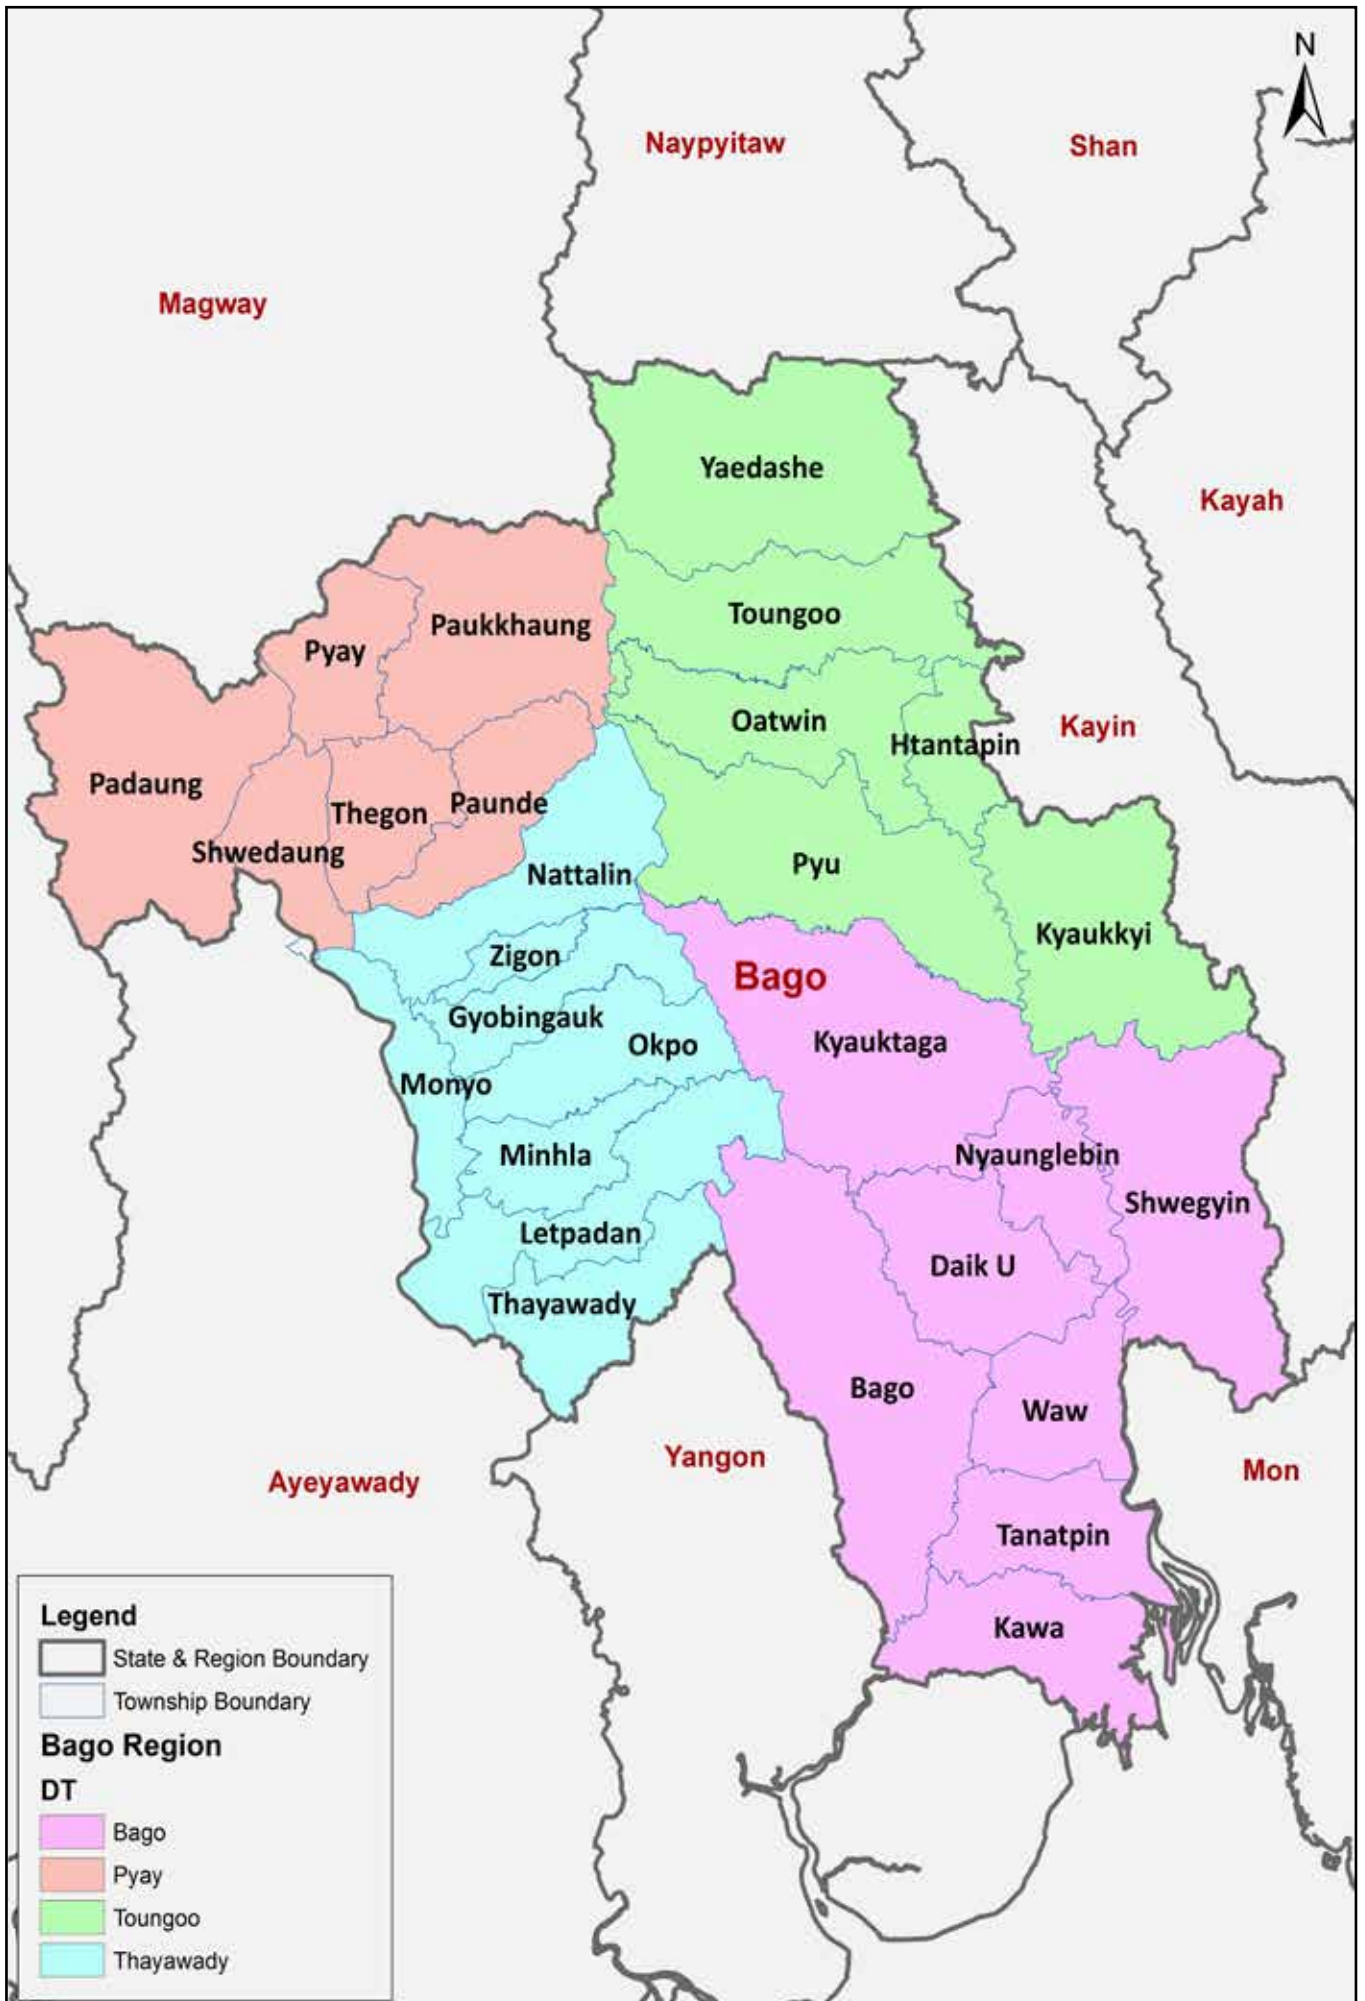 N
Naypyitaw
Shan
Magway
Yaedashe
Kayah
Toungoo
Paukkhaung
Pyay
Oatwin
Kayin
Htantapin
Padaung
Paunde
Thegon
Shwedaung
Pyu
Nattalin
Kyaukkyi
Zigon
Bago
Gyobingauk
Kyauktaga
Okpo
Monyo
Minhla
Nyaunglebin
Shwegyin
Letpadan
Daik U
Thayawady
Bago
Waw
Yangon
Mon
Ayeyawady
Tanatpin
Kawa
Legend
State & Region Boundary
Township Boundary
Bago Region
DT
Bago
Pyay
Toungoo
Thayawady